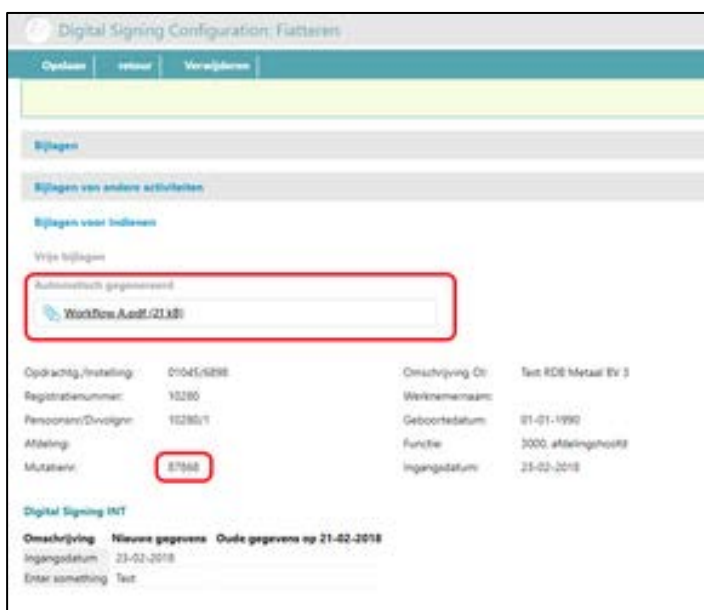 Digital Signing Configuration: Fiatteren
Opslaan retour Verwijderen
Bijlagen
Bijlagen van andere activiteiten
Bijlagen voor Indienen
Vrije bijlagen
Automatisch gegenereerd
Workflow A.pdf (21 kB)
Opdrachtg./Instelling: 01045/6898 Omschrijving OI: Test RDB Metaal BV 3
Registratienummer: 10280 Werknemernaam:
Persoonsnr/Dvvolgnr: 10280/1 Geboortedatum: 01-01-1990
Afdeling: Functie: 3000, afdelingshoofd
Mutatienr: 87868 Ingangsdatum: 23-02-2018
Digital Signing INT
Omschrijving Nieuwe gegevens Oude gegevens op 21-02-2018
Ingangsdatum 23-02-2018
Enter something Test